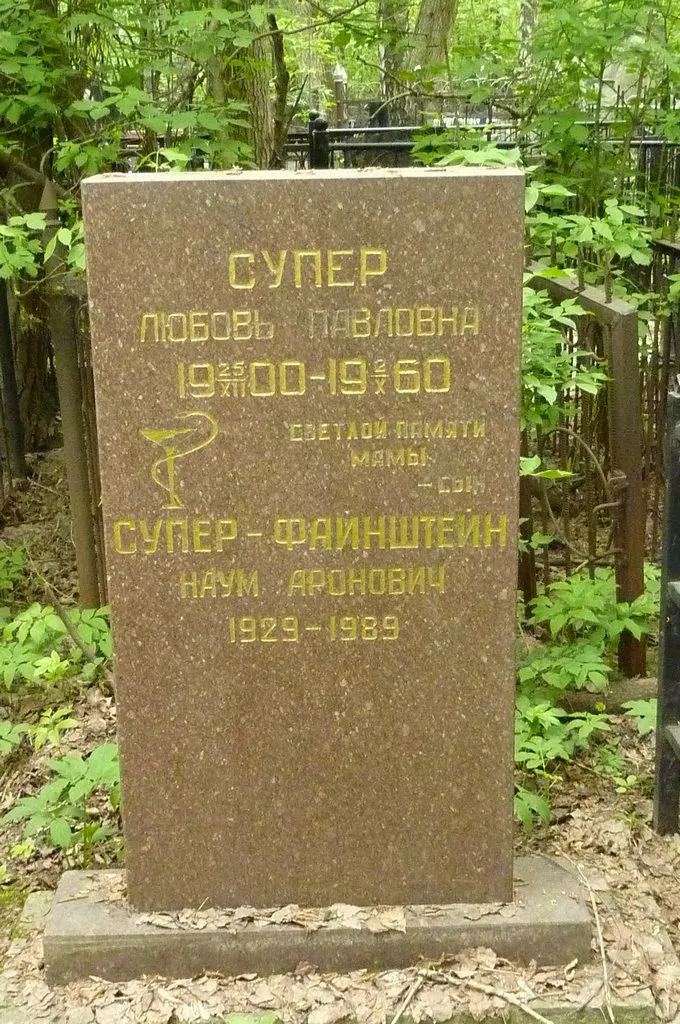 СУПЕР
ЛЮБОВЬ ПАВЛОВНА
19 25/XII 00 - 19 2/X 60
СВЕТЛОЙ ПАМЯТИ
МАМЫ
- СЫН
СУПЕР - ФАЙНШТЕЙН
НАУМ АРОНОВИЧ
1929 - 1989